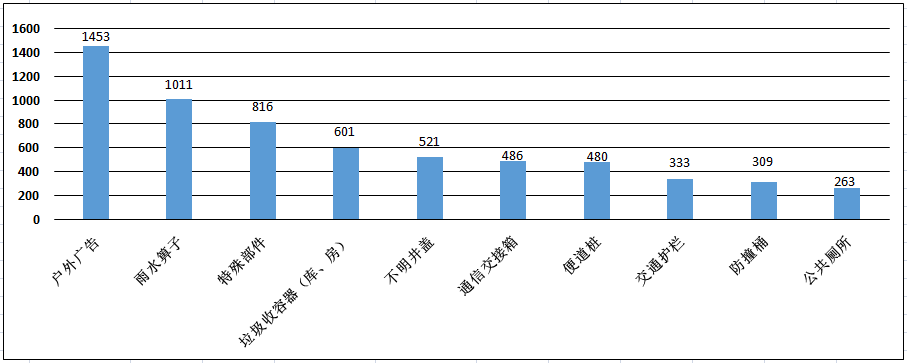 1600
1400
1200
1000
800
600
400
200
0
1453
1011
816
601
521
486
480
333
309
263
户外广告
雨水箅子
特殊部件
垃圾收容器（库、房）
不明井盖
通信交接箱
便道桩
交通护栏
防撞桶
公共厕所